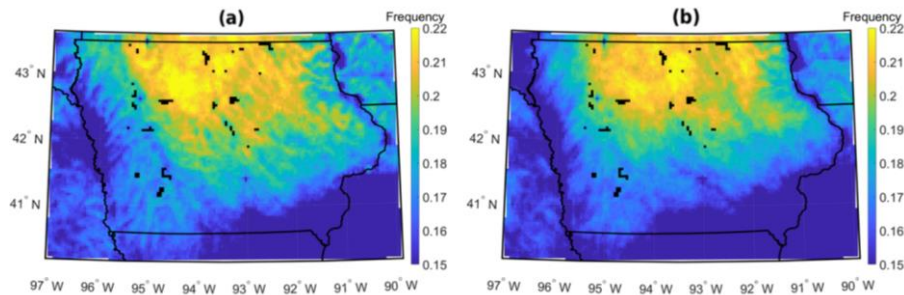 (a)
Frequency
0.22
0.21
0.2
0.19
0.18
0.17
0.16
0.15
43° N
42° N
41° N
97° W
96° W
95° W
94° W
93° W
92° W
91° W
90° W
(b)
Frequency
0.22
0.21
0.2
0.19
0.18
0.17
0.16
0.15
43° N
42° N
41° N
97° W
96° W
95° W
94° W
93° W
92° W
91° W
90° W